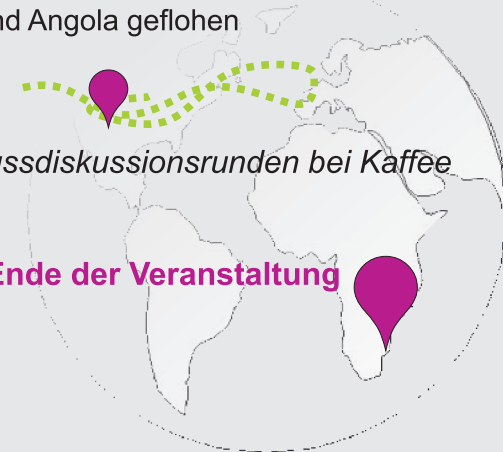 nd Angola geflohen
ssdiskussionsrunden bei Kaffee
Ende der Veranstaltung